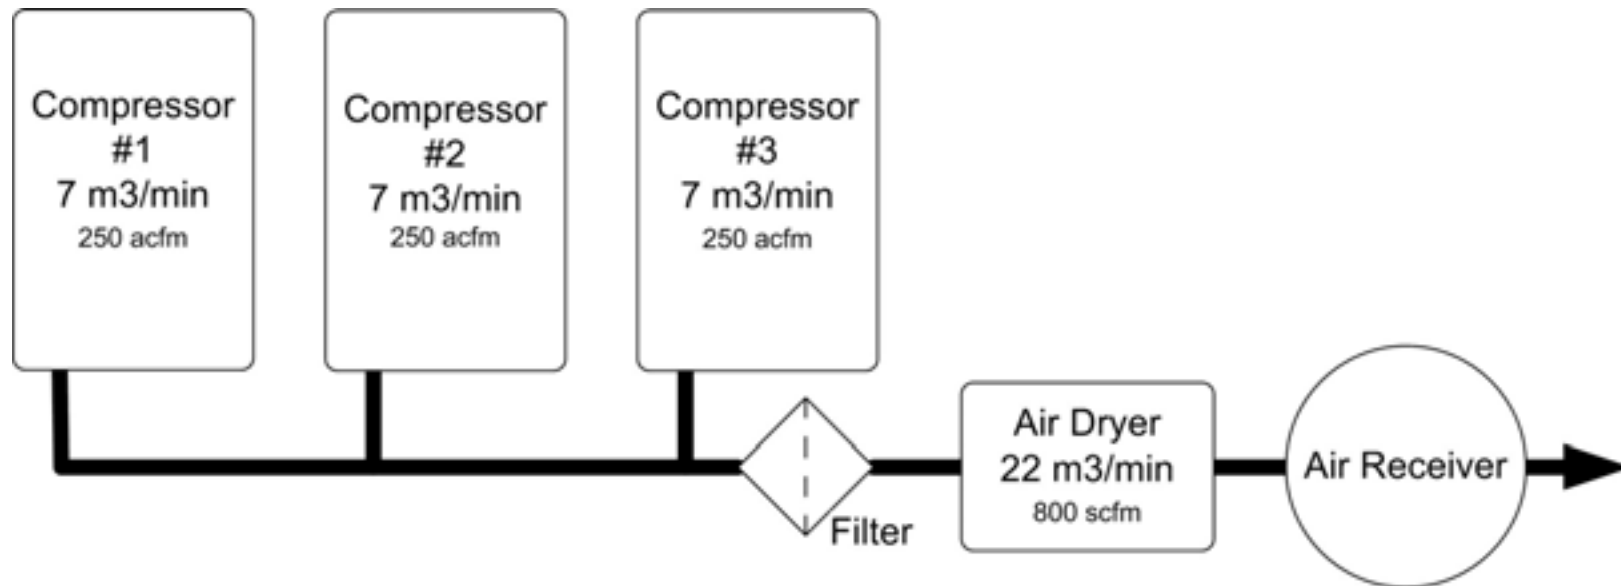 Compressor
#1
7 m3/min
250 acfm
Compressor
#2
7 m3/min
250 acfm
Compressor
#3
7 m3/min
250 acfm
Filter
Air Dryer
22 m3/min
800 scfm
Air Receiver